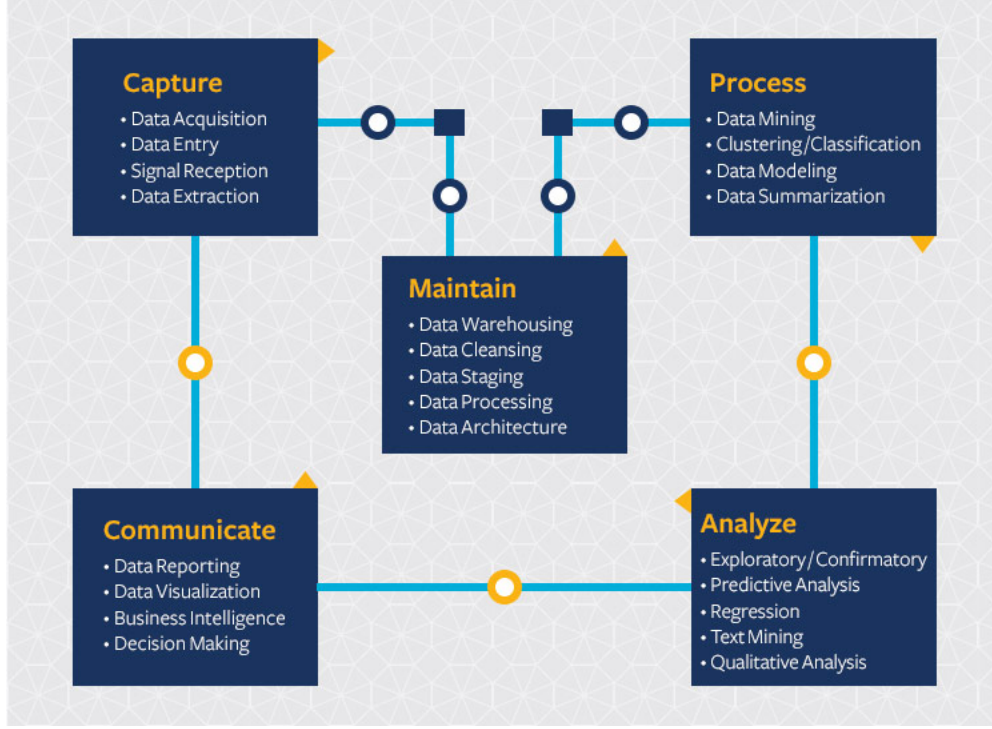 Capture
• Data Acquisition
• Data Entry
• Signal Reception
• Data Extraction
Process
• Data Mining
• Clustering/Classification
• Data Modeling
• Data Summarization
Maintain
• Data Warehousing
• Data Cleansing
• Data Staging
• Data Processing
• Data Architecture
Communicate
• Data Reporting
• Data Visualization
• Business Intelligence
• Decision Making
Analyze
• Exploratory/Confirmatory
• Predictive Analysis
• Regression
• Text Mining
• Qualitative Analysis